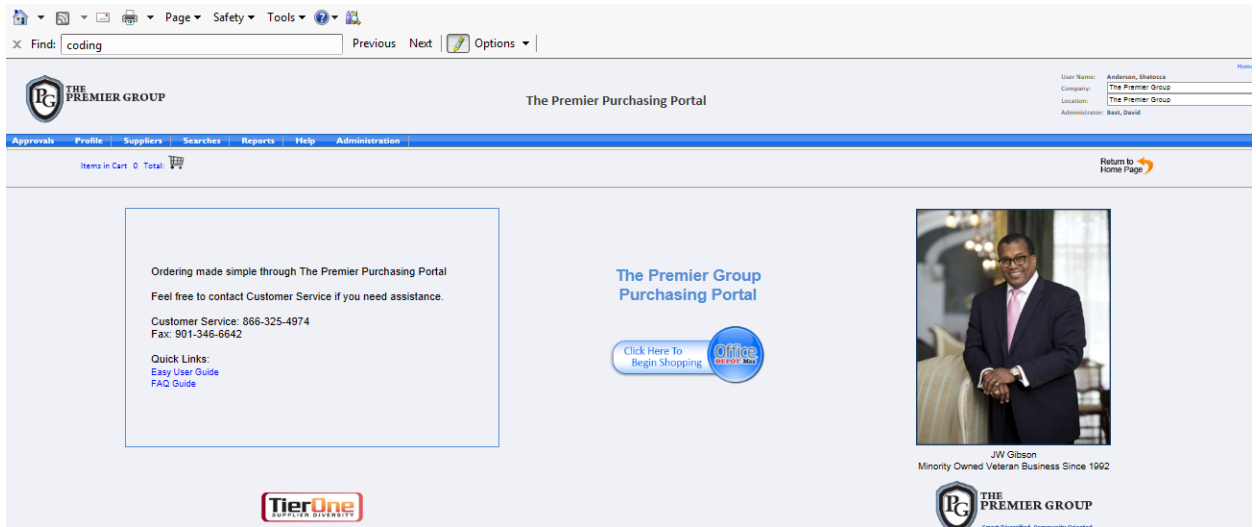 Page Safety Tools
x Find: coding Previous Next Options
Home
THE
PREMIER GROUP
The Premier Purchasing Portal
User Name: Anderson, Shatocca
Company: The Premier Group
Location: The Premier Group
Administrator: Best, David
Approvals Profile Suppliers Searches Reports Help Administration
Items in Cart 0 Total:
Return to
Home Page
Ordering made simple through The Premier Purchasing Portal
Feel free to contact Customer Service if you need assistance.
Customer Service: 866-325-4974
Fax: 901-346-6642
Quick Links:
Easy User Guide
FAQ Guide
The Premier Group
Purchasing Portal
Click Here To
Begin Shopping
Office
DEPOT Max
JW Gibson
Minority Owned Veteran Business Since 1992
TierOne
SUPPLIER DIVERSITY
PG
THE
PREMIER GROUP